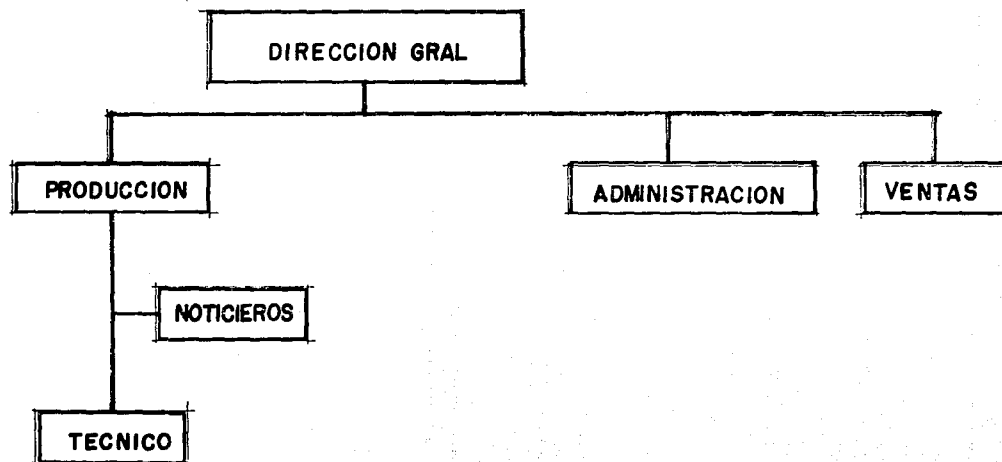 DIRECCION GRAL
PRODUCCION
ADMINISTRACION
VENTAS
NOTICIEROS
TECNICO